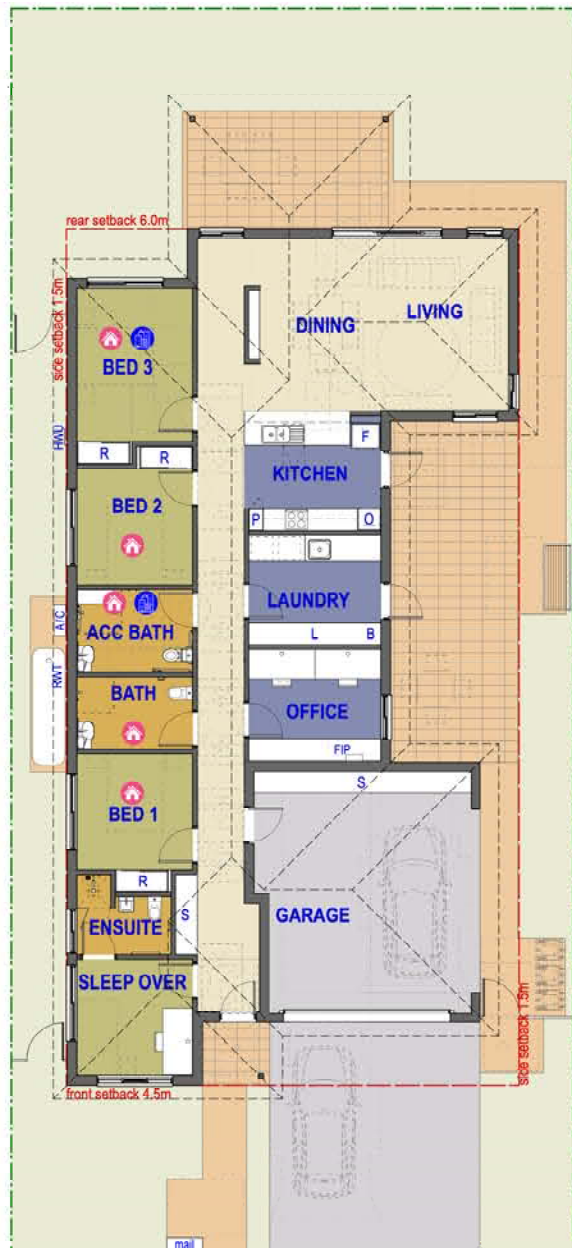 rear setback 6.0m
side setback 1.5m
DINING
LIVING
BED 3
HWU
R
R
F
KITCHEN
BED 2
P
O
A/C
ACC BATH
LAUNDRY
L
B
RWT
BATH
OFFICE
FIP
BED 1
S
R
S
GARAGE
ENSUITE
SLEEP OVER
side setback 1.5m
front setback 4.5m
mail